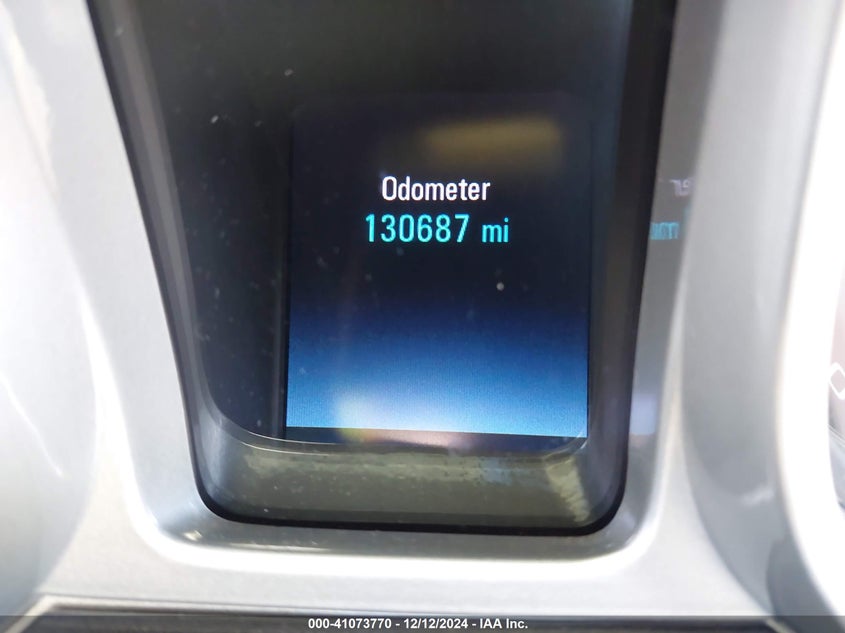 Odometer
130687 mi
000-41073770 - 12/12/2024 - IAA Inc.